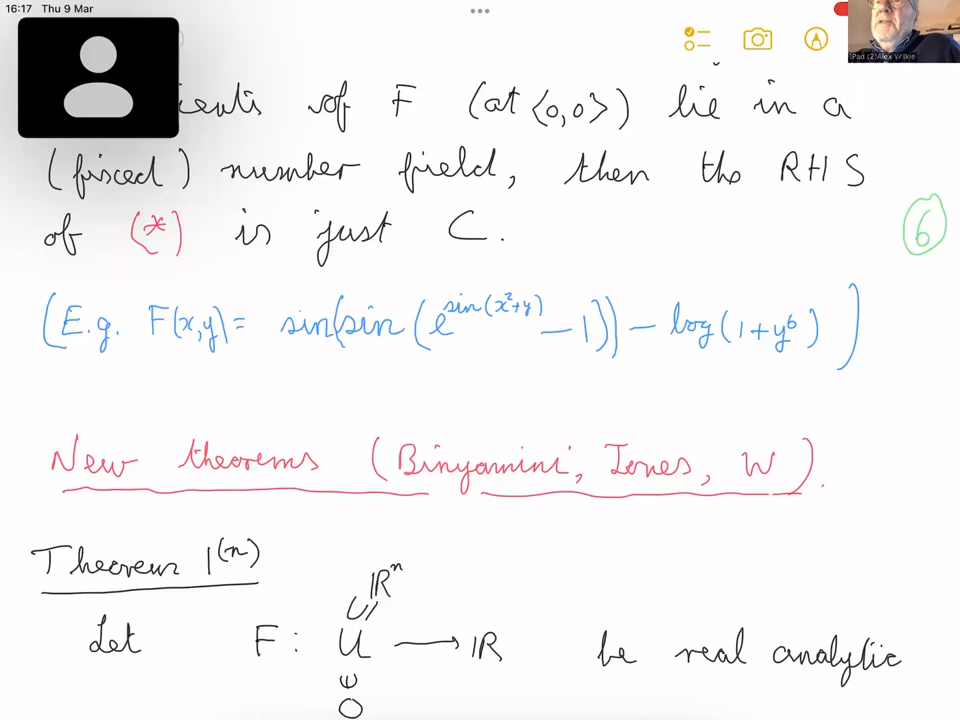 16:17 Thu 9 Mar
iPad (2) Alex Wilkie
of F (at ⟨0,0⟩) lie in a
(fixed) number field, then the RHS
of (*) is just C.
6
(E.g. F(x,y) = sin(sin(e^{sin(x²+y)} − 1)) − log(1+y⁶))
New theorems (Binyamini, Jones, W).
Theorem 1^{(n)}
ℝⁿ
⊆
Let F: U ⟶ ℝ be real analytic
∈
0